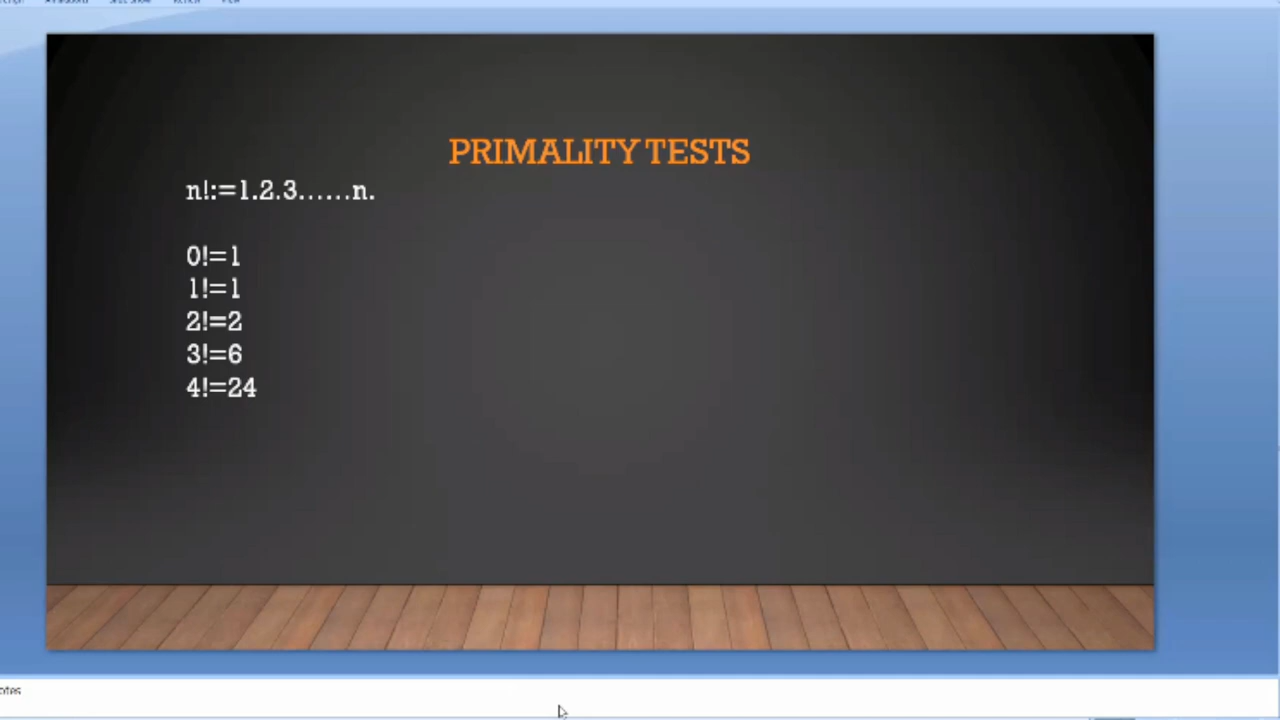 PRIMALITY TESTS
n!:=1.2.3......n.
0!=1
1!=1
2!=2
3!=6
4!=24